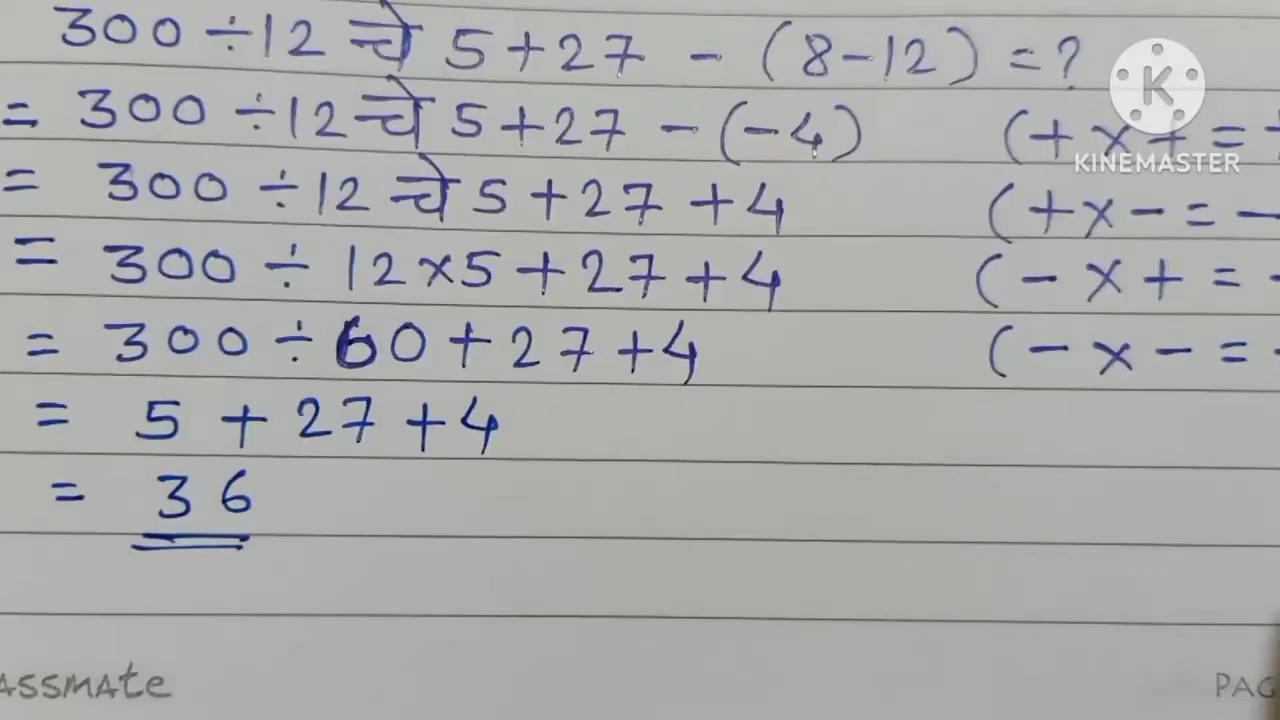 300 ÷ 12 चे 5 + 27 - (8 - 12) = ?
= 300 ÷ 12 चे 5 + 27 - (-4) (+ x + = +
= 300 ÷ 12 चे 5 + 27 + 4 (+ x - = -
= 300 ÷ 12 x 5 + 27 + 4 (- x + = -
= 300 ÷ 60 + 27 + 4 (- x - =
= 5 + 27 + 4
= 36
K
KINEMASTER
ASSMATE
PAG